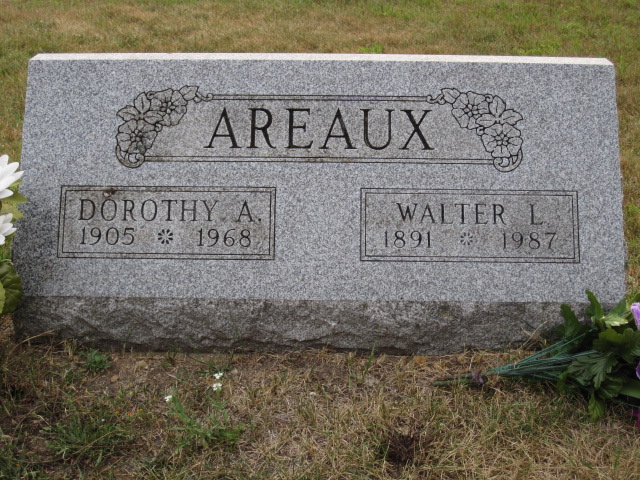 AREAUX
DOROTHY A.
1905 1968
WALTER L.
1891 1987